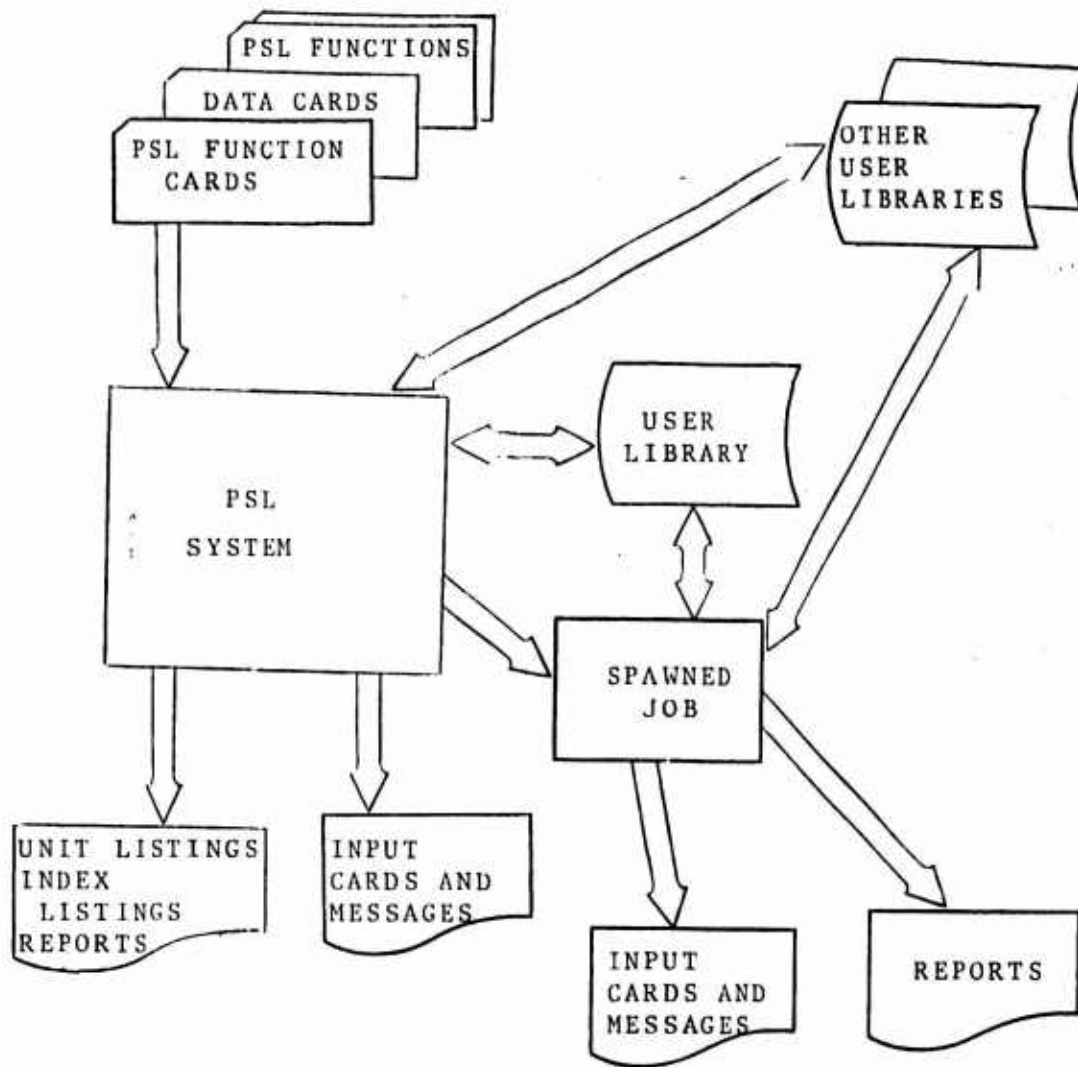 PSL FUNCTIONS
DATA CARDS
PSL FUNCTION
CARDS
OTHER
USER
LIBRARIES
USER
LIBRARY
PSL
SYSTEM
SPAWNED
JOB
UNIT LISTINGS
INDEX
LISTINGS
REPORTS
INPUT
CARDS AND
MESSAGES
INPUT
CARDS AND
MESSAGES
REPORTS